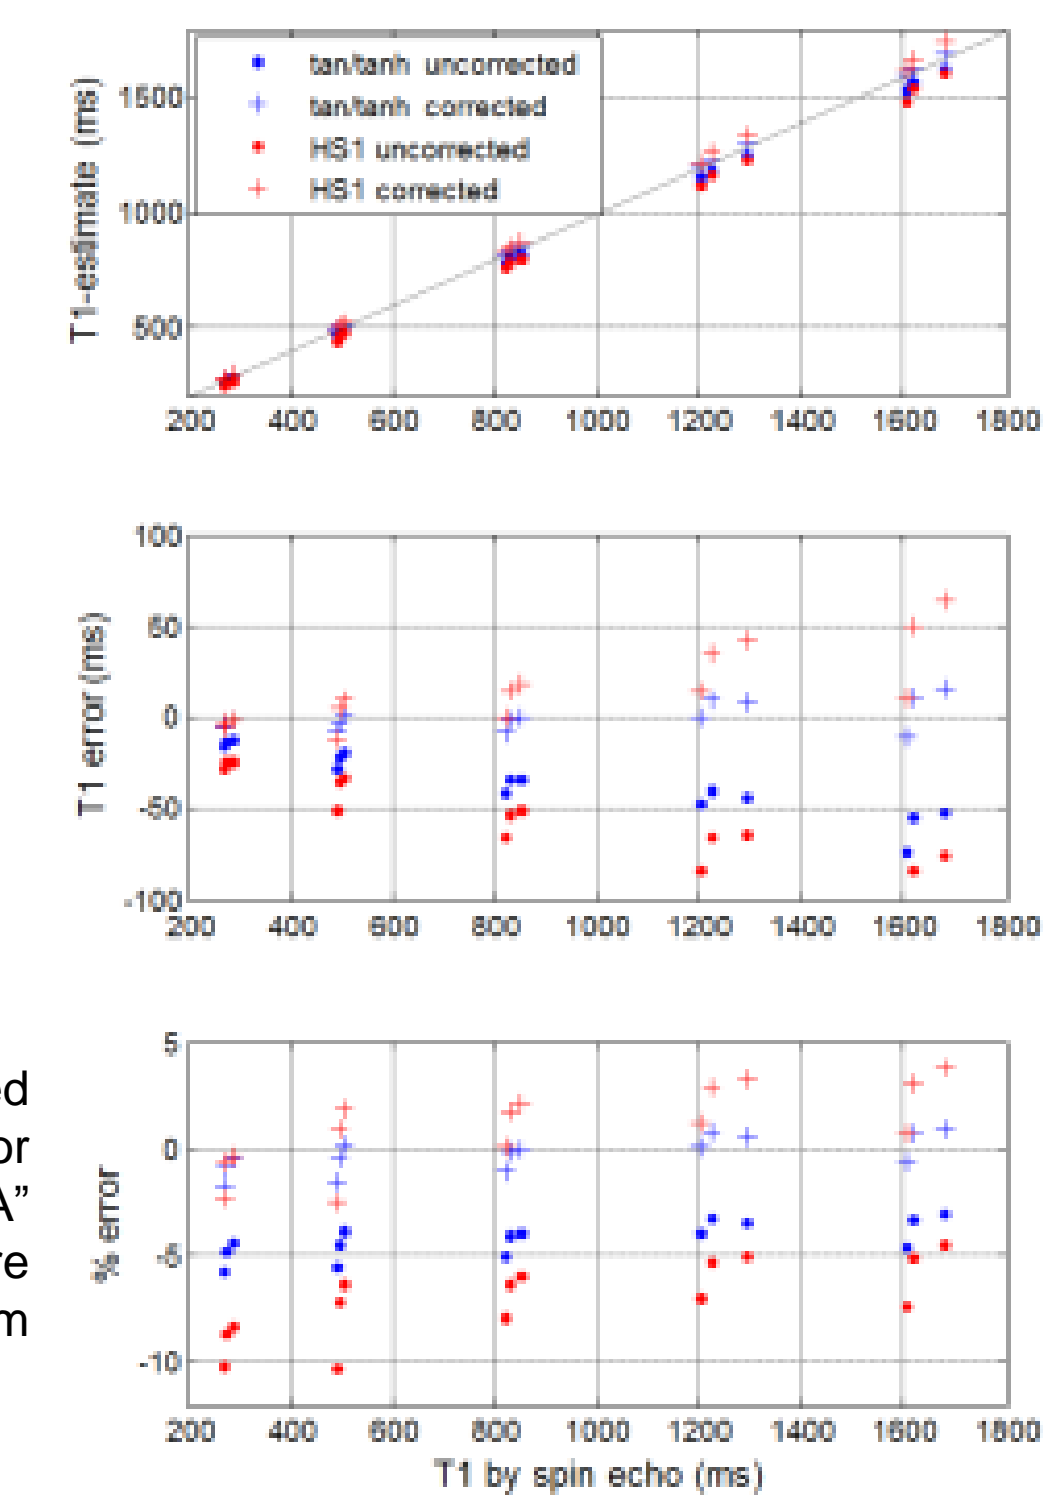 tan/tanh uncorrected
tan/tanh corrected
HS1 uncorrected
HS1 corrected
T1-estimate (ms)
1500
1000
500
200 400 600 800 1000 1200 1400 1600 1800
T1 error (ms)
100
50
0
-50
-100
200 400 600 800 1000 1200 1400 1600 1800
ed
or
A”
re
m
% error
5
0
-5
-10
200 400 600 800 1000 1200 1400 1600 1800
T1 by spin echo (ms)